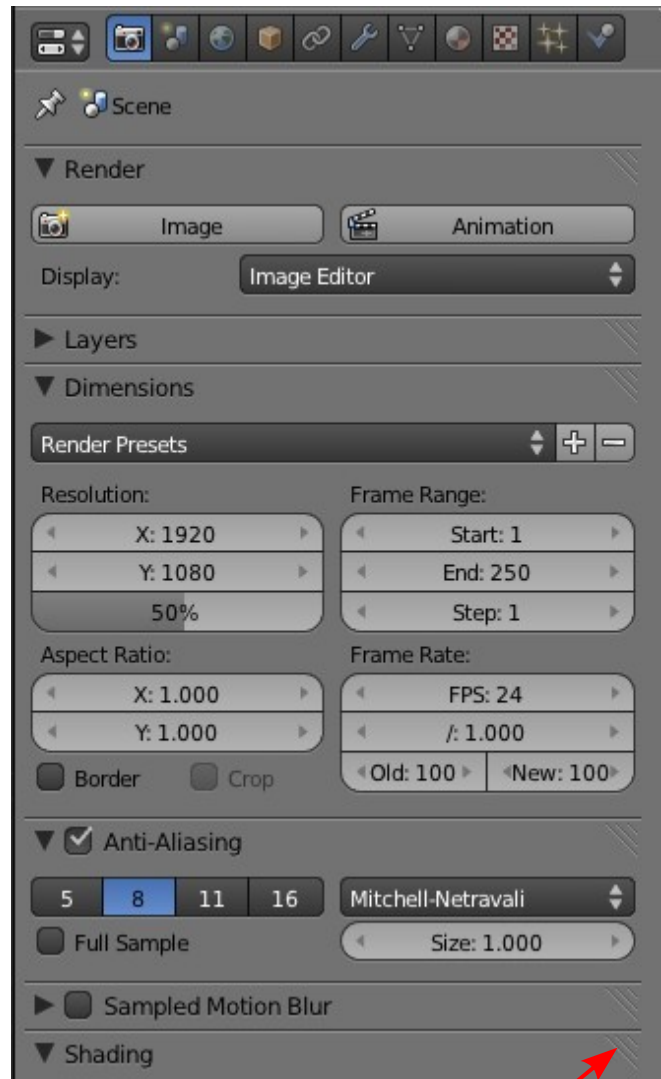 Scene
Render
Image Animation
Display: Image Editor
Layers
Dimensions
Render Presets
Resolution: Frame Range:
X: 1920 Start: 1
Y: 1080 End: 250
50% Step: 1
Aspect Ratio: Frame Rate:
X: 1.000 FPS: 24
Y: 1.000 /: 1.000
Border Crop Old: 100 New: 100
Anti-Aliasing
5 8 11 16 Mitchell-Netravali
Full Sample Size: 1.000
Sampled Motion Blur
Shading